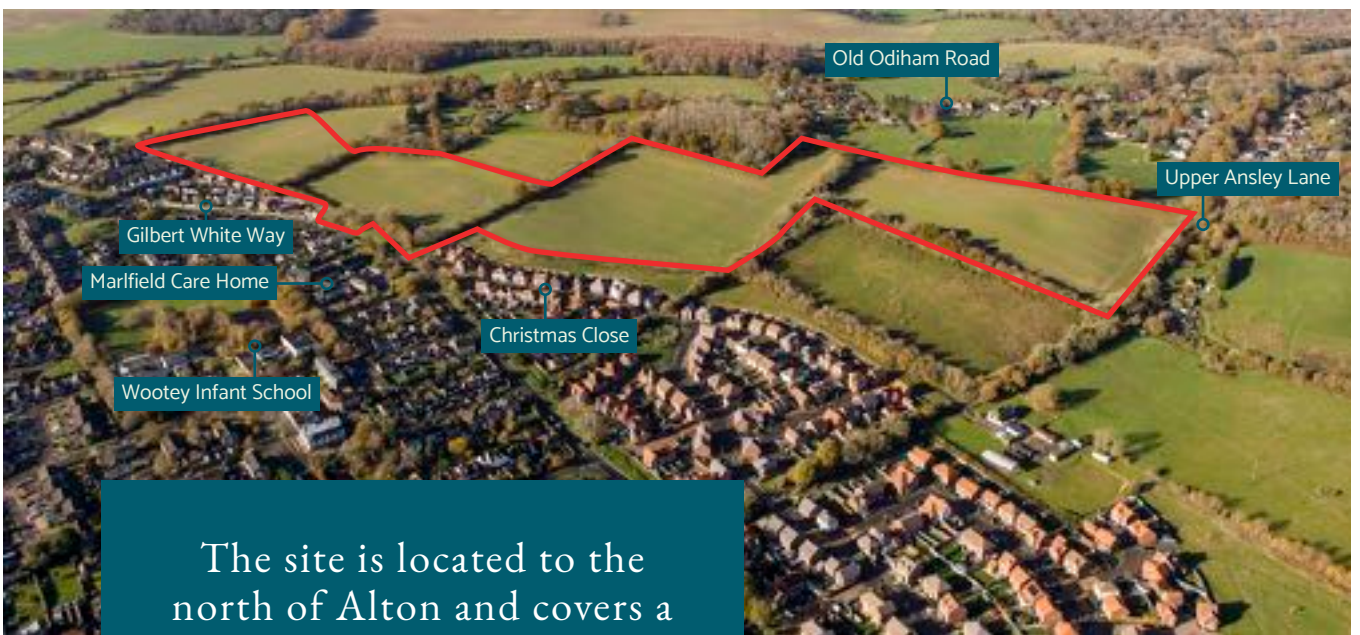 Old Odiham Road
Upper Ansley Lane
Gilbert White Way
Marlfield Care Home
Christmas Close
Wootey Infant School
The site is located to the
north of Alton and covers a